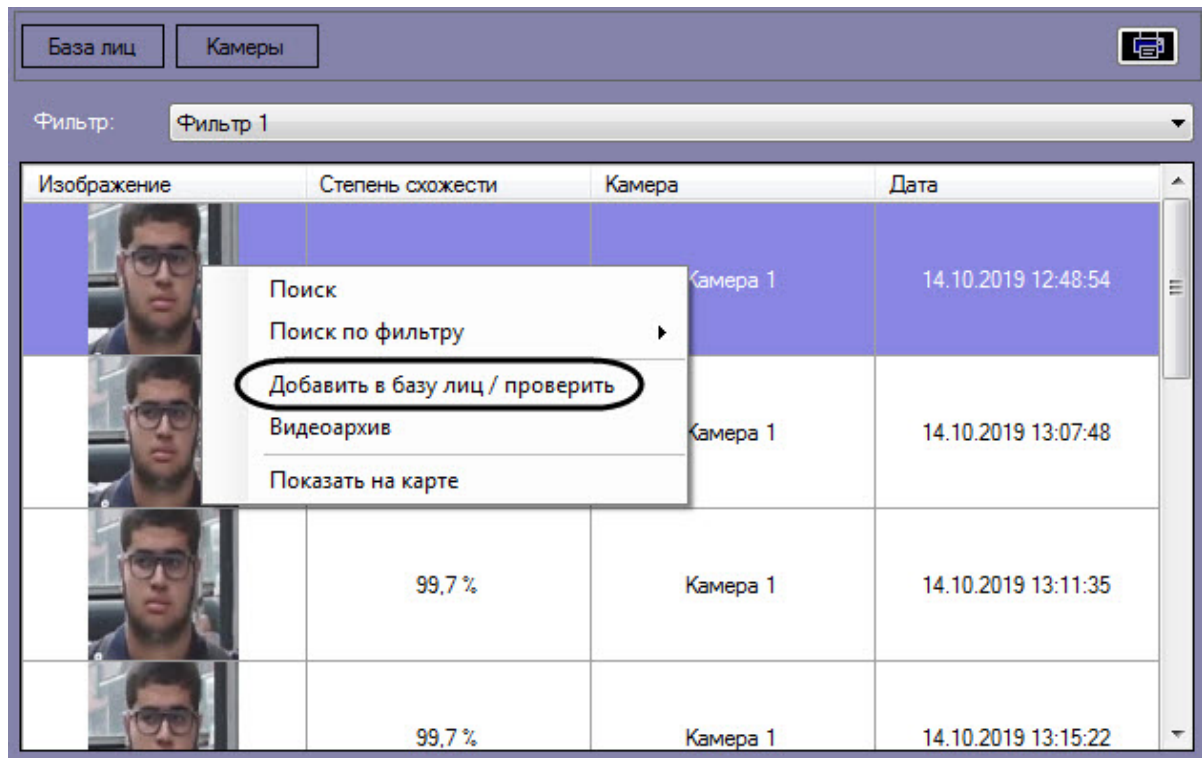 База лиц Камеры
Фильтр: Фильтр 1
Изображение Степень схожести Камера Дата
Камера 1 14.10.2019 12:48:54
Поиск
Поиск по фильтру
Добавить в базу лиц / проверить
Видеоархив
Камера 1 14.10.2019 13:07:48
Показать на карте
99,7 % Камера 1 14.10.2019 13:11:35
99,7 % Камера 1 14.10.2019 13:15:22